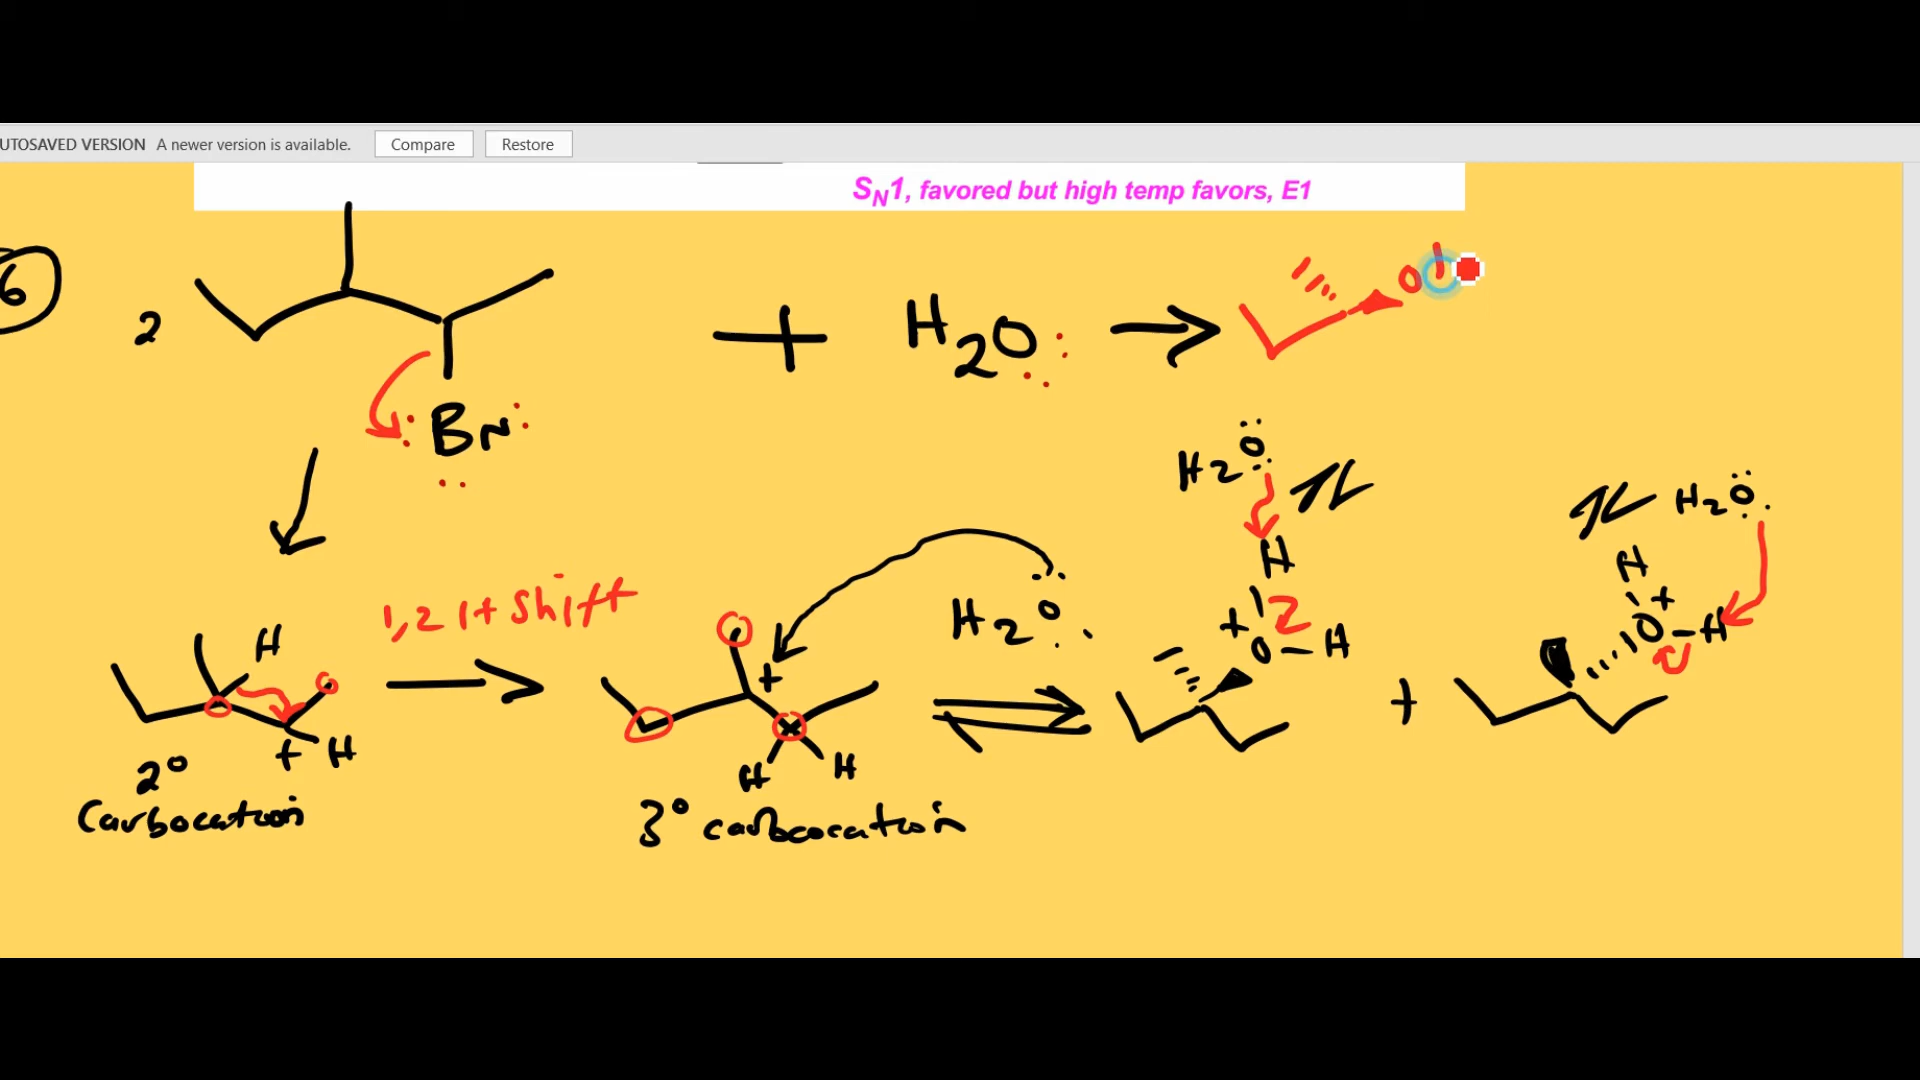 UTOSAVED VERSION A newer version is available. Compare Restore
SN1, favored but high temp favors, E1
6
2 + H2O: → O
Br
H2O H2O
H H
1,2 H shift
H + H2O + O-H + O-H
H + +
+ H H H
2° 3° carbocation
Carbocation